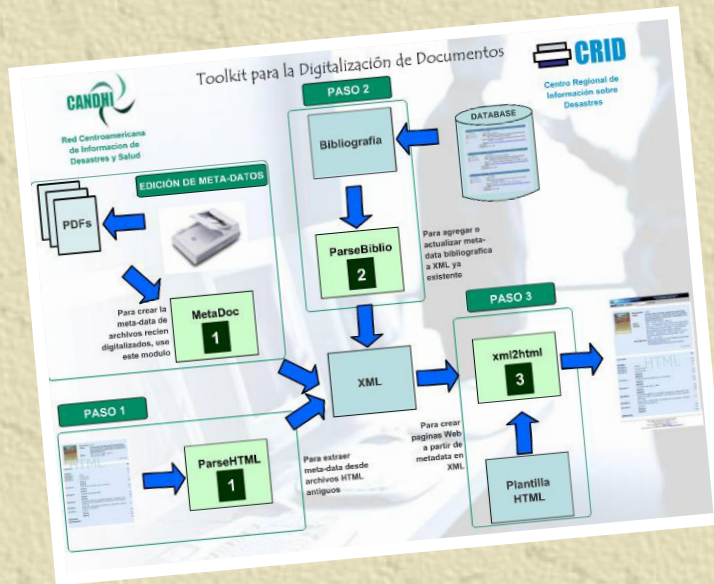 Toolkit para la Digitalización de Documentos
CANDHI
Red Centroamericana
de Informacion de
Desastres y Salud
CRID
Centro Regional de
Información sobre
Desastres
PASO 2
Bibliografia
DATABASE
EDICIÓN DE META-DATOS
PDFs
Para crear la
meta-data de
archivos recien
digitalizados, use
este modulo
MetaDoc
1
ParseBiblio
2
Para agregar o
actualizar meta-
data bibliografica
a XML ya
existente
PASO 3
xml2html
3
XML
PASO 1
HTML
ParseHTML
1
Para extraer
meta-data desde
archivos HTML
antiguos
Para crear
paginas Web
a partir de
metadata en
XML
Plantilla
HTML
HTML